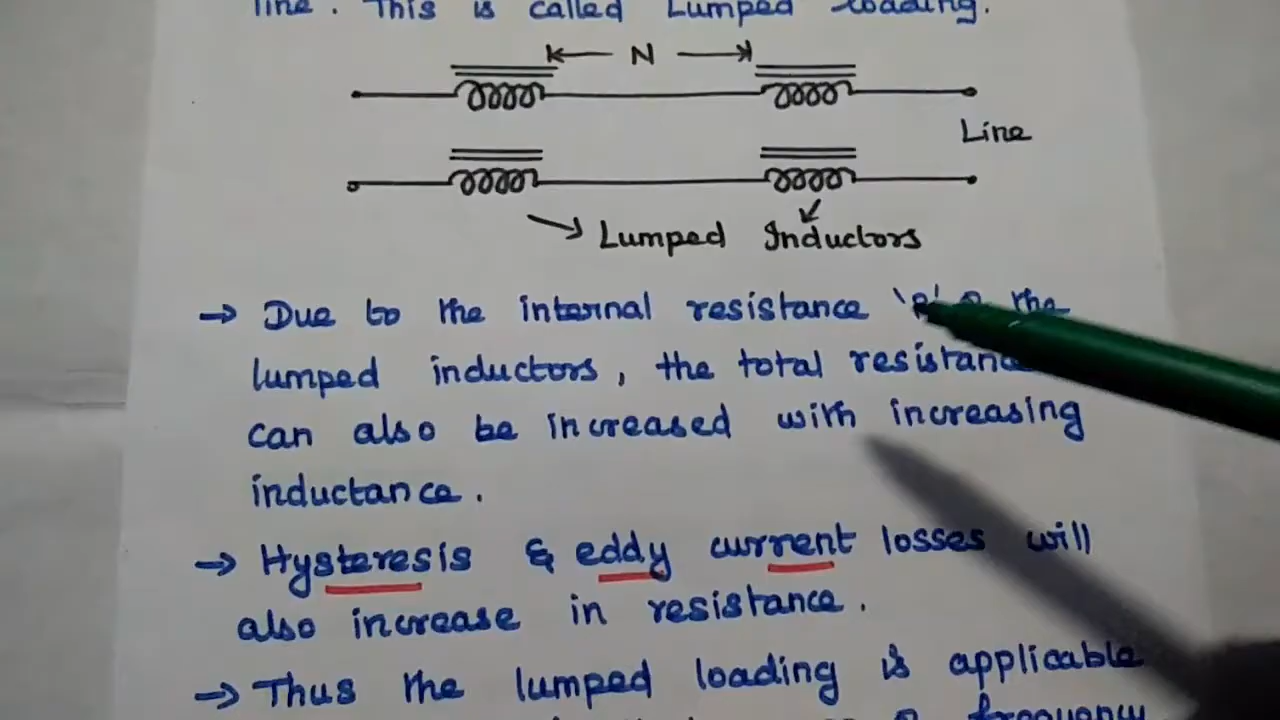 line. This is called Lumped loading.
N
Line
Lumped Inductors
→ Due to the internal resistance 'R' the
lumped inductors, the total resistance
can also be increased with increasing
inductance.
→ Hysteresis & eddy current losses will
also increase in resistance.
→ Thus the lumped loading is applicable
frequency